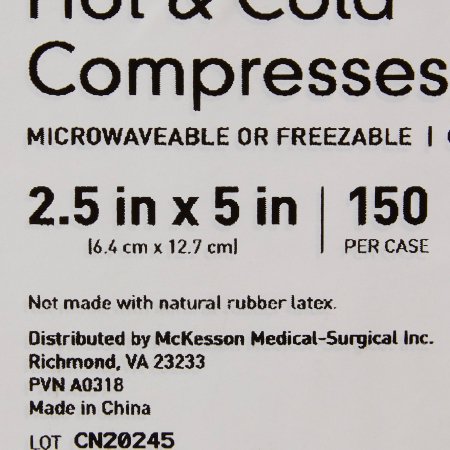 Hot & Cold
Compresses
MICROWAVEABLE OR FREEZABLE |
2.5 in x 5 in | 150
(6.4 cm x 12.7 cm) PER CASE
Not made with natural rubber latex.
Distributed by McKesson Medical-Surgical Inc.
Richmond, VA 23233
PVN A0318
Made in China
LOT CN20245